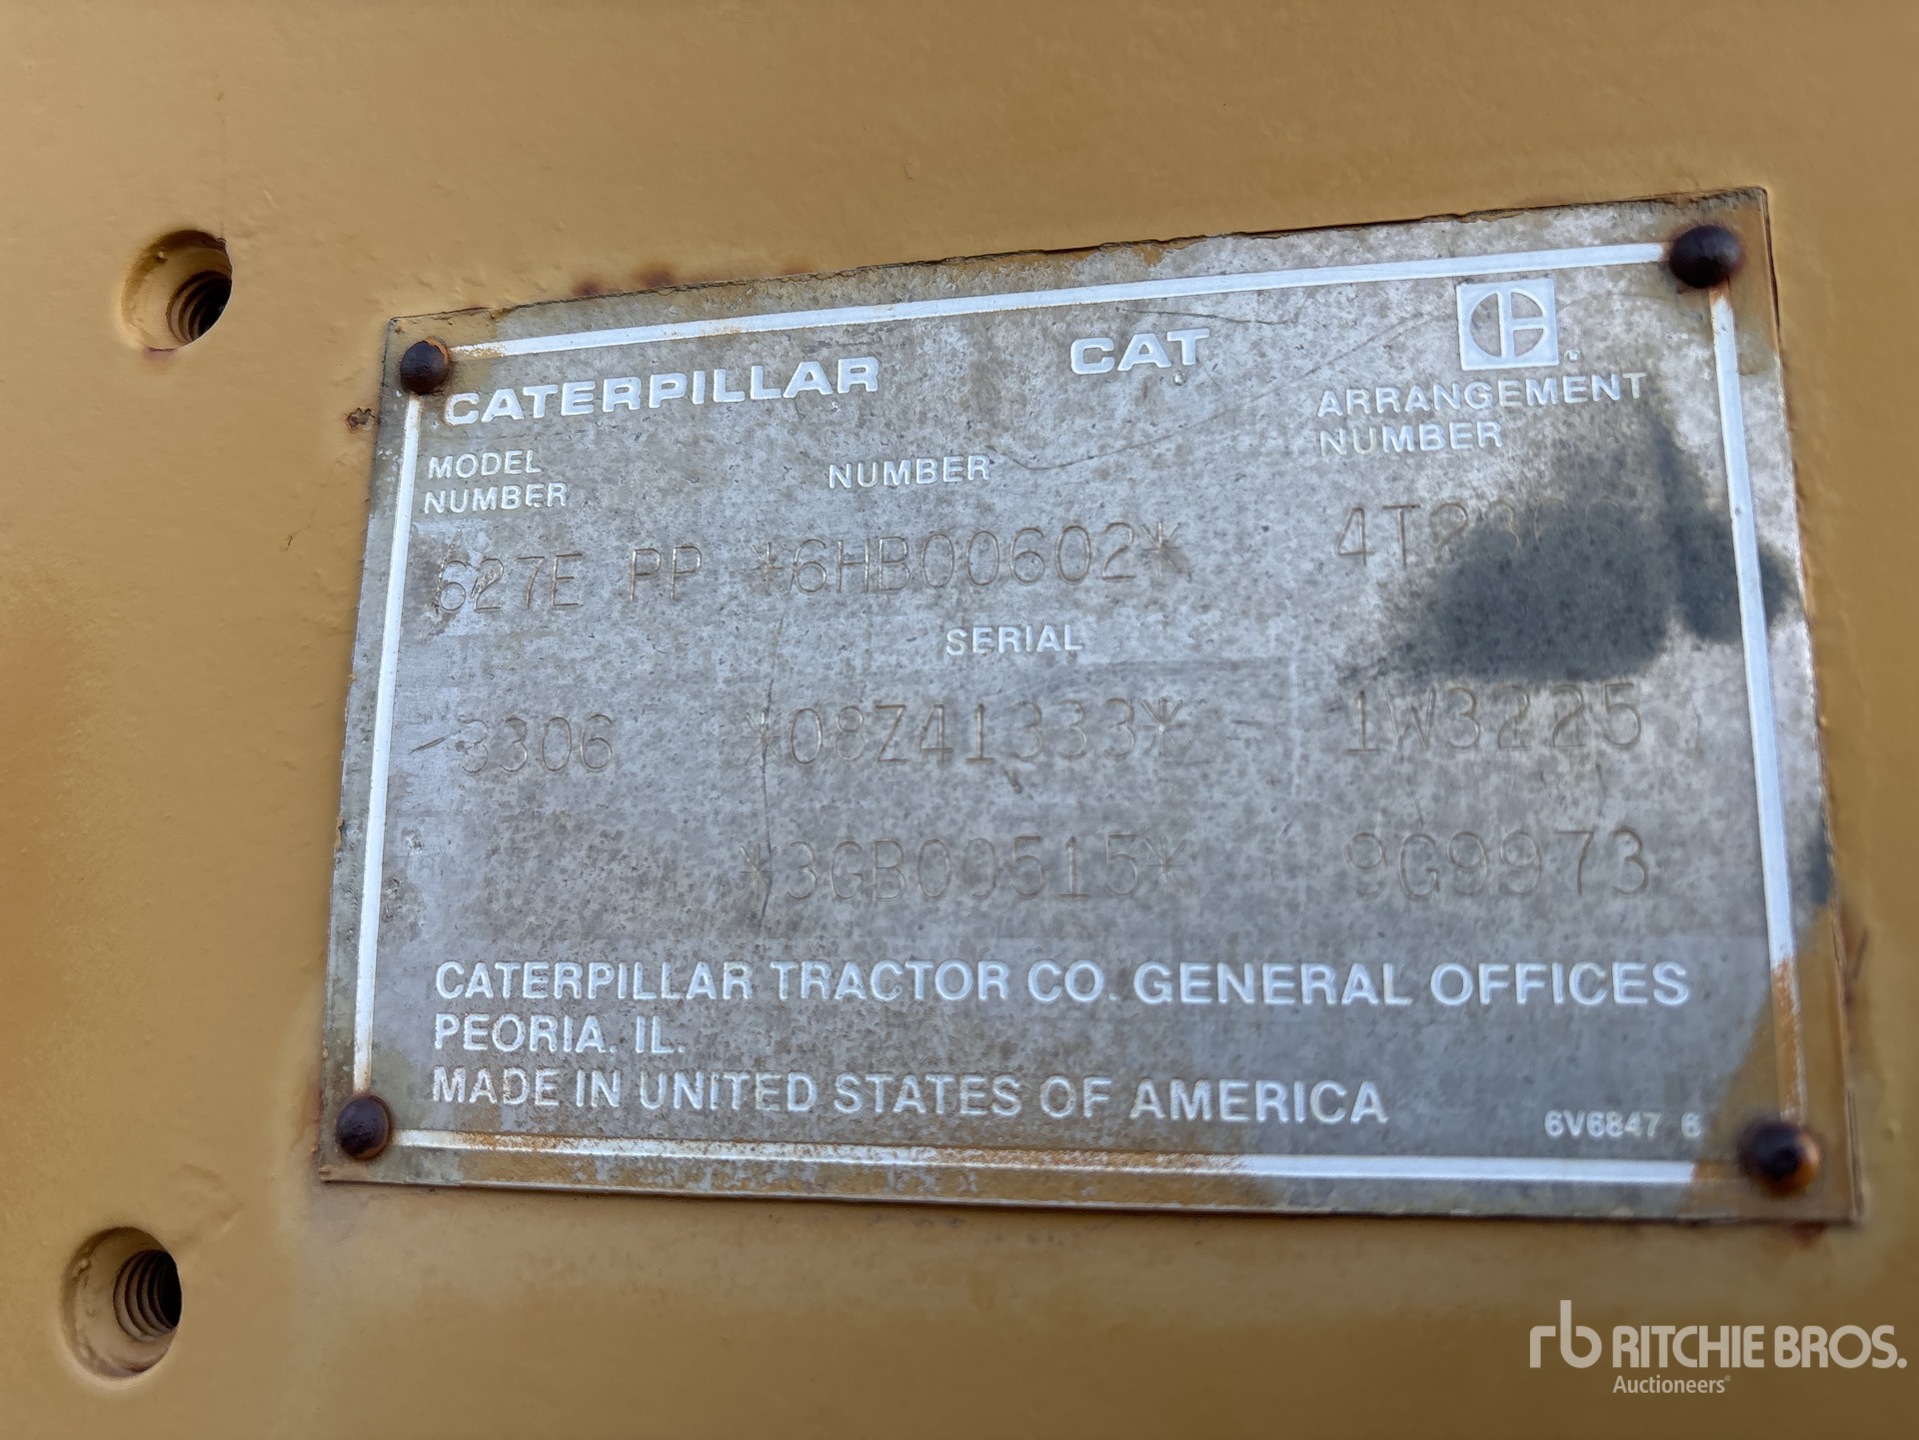 CATERPILLAR CAT
MODEL NUMBER
NUMBER
ARRANGEMENT NUMBER
627E PP *6HB00602*
SERIAL
3306 *08Z41333* 1W3225
*3GB00515* 9G9973
CATERPILLAR TRACTOR CO. GENERAL OFFICES
PEORIA. IL.
MADE IN UNITED STATES OF AMERICA
6V6847 6
rb RITCHIE BROS.
Auctioneers